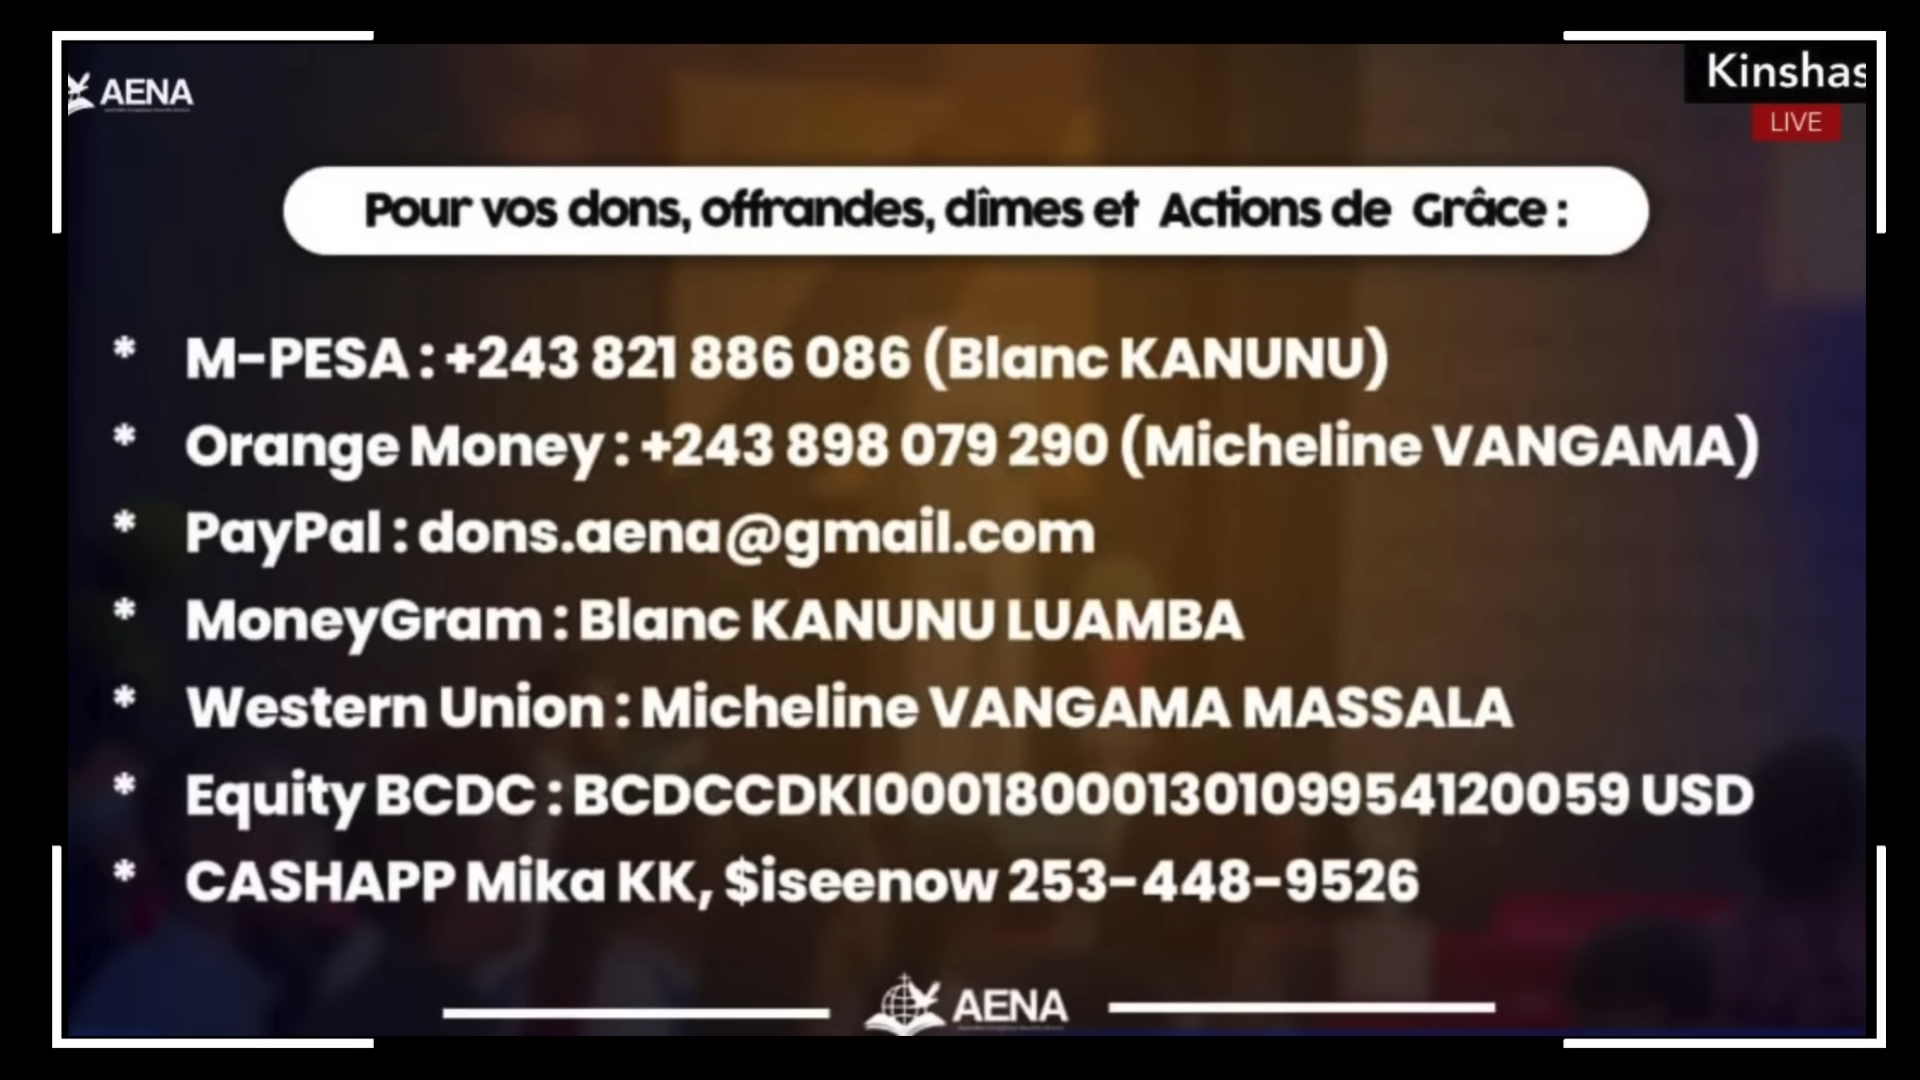 AENA
Kinshas
LIVE
Pour vos dons, offrandes, dîmes et Actions de Grâce :
* M-PESA : +243 821 886 086 (Blanc KANUNU)
* Orange Money : +243 898 079 290 (Micheline VANGAMA)
* PayPal : dons.aena@gmail.com
* MoneyGram : Blanc KANUNU LUAMBA
* Western Union : Micheline VANGAMA MASSALA
* Equity BCDC : BCDCCDKI000180001301099954120059 USD
* CASHAPP Mika KK, $iseenow 253-448-9526
AENA